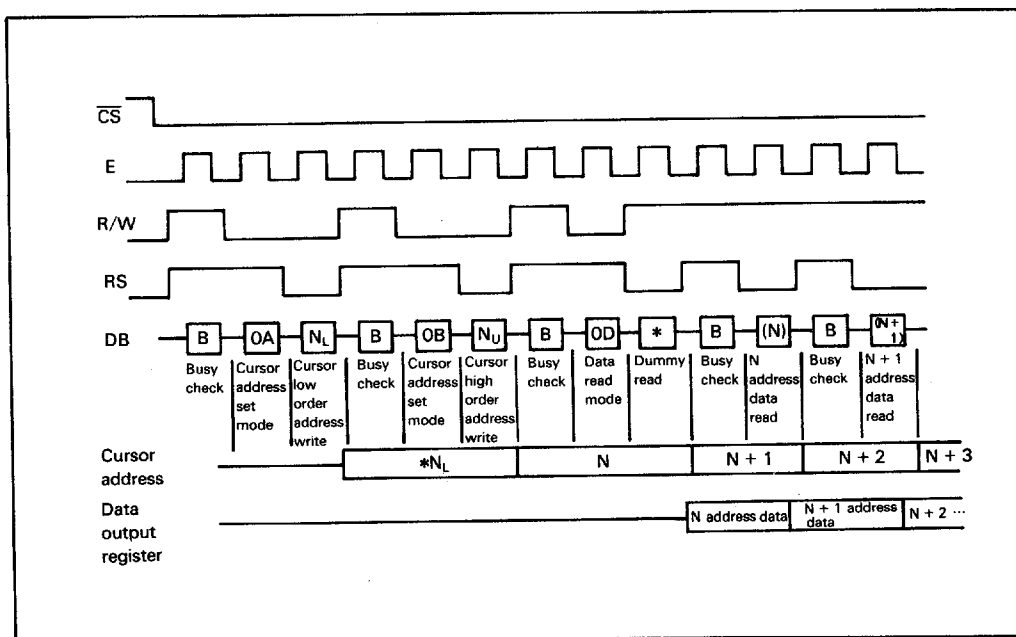 CS
E
R/W
RS
DB
B
0A
NL
B
0B
NU
B
0D
*
B
(N)
B
(N+
1)
Busy
check
Cursor
address
set
mode
Cursor
low
order
address
write
Busy
check
Cursor
address
set
mode
Cursor
high
order
address
write
Busy
check
Data
read
mode
Dummy
read
Busy
check
N
address
data
read
Busy
check
N + 1
address
data
read
Cursor
address
*NL
N
N + 1
N + 2
N + 3
Data
output
register
N address data
N + 1 address
data
N + 2 ···